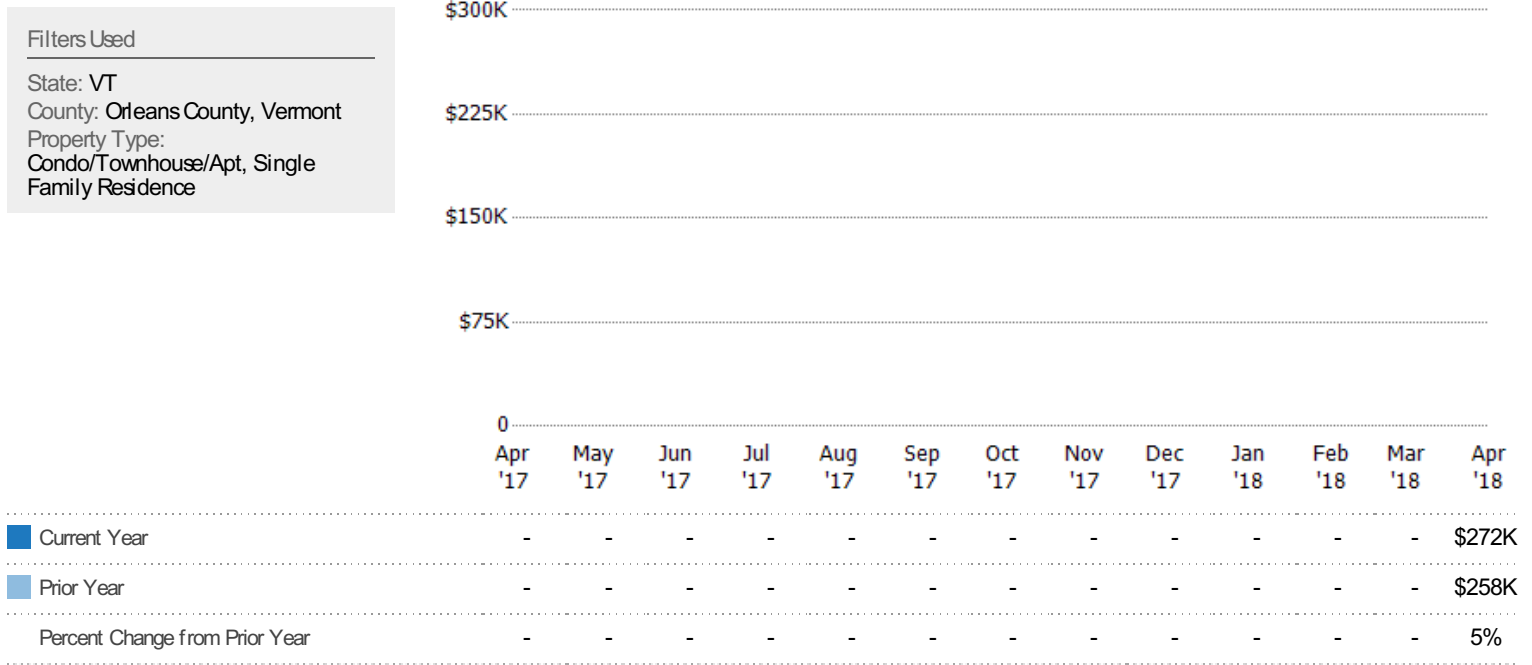 Filters Used
State: VT
County: Orleans County, Vermont
Property Type:
Condo/Townhouse/Apt, Single
Family Residence
$300K
$225K
$150K
$75K
0
Apr May Jun Jul Aug Sep Oct Nov Dec Jan Feb Mar Apr
'17 '17 '17 '17 '17 '17 '17 '17 '17 '18 '18 '18 '18
Current Year - - - - - - - - - - - - $272K
Prior Year - - - - - - - - - - - - $258K
Percent Change from Prior Year - - - - - - - - - - - - 5%